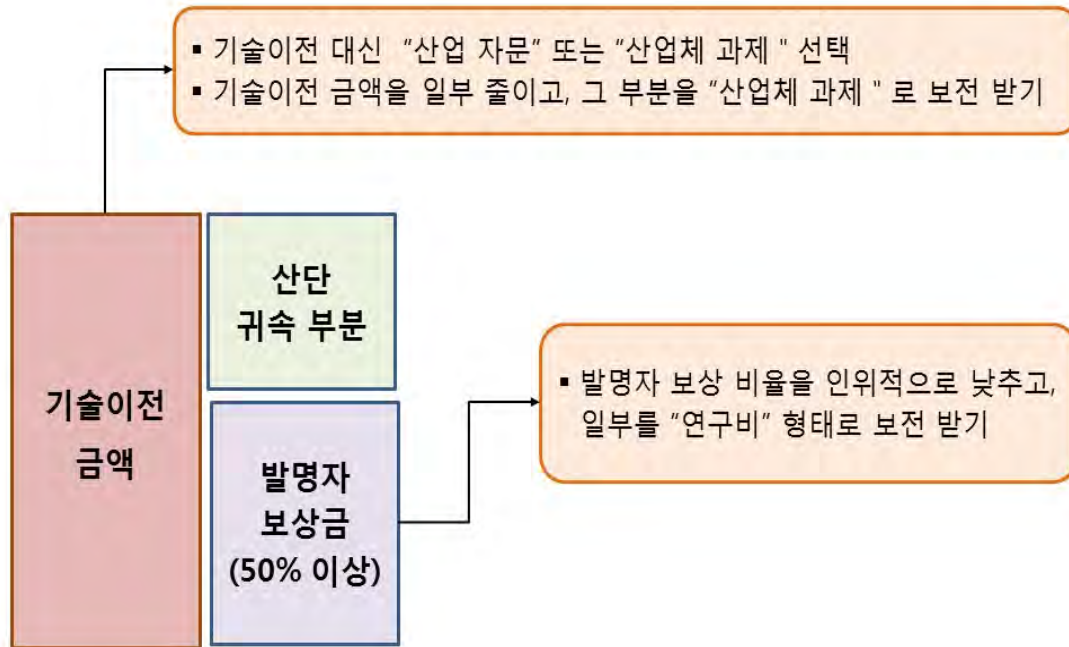 ▪ 기술이전 대신 "산업 자문" 또는 "산업체 과제 " 선택
▪ 기술이전 금액을 일부 줄이고, 그 부분을 "산업체 과제 " 로 보전 받기
산단
귀속 부분
기술이전
금액
▪ 발명자 보상 비율을 인위적으로 낮추고,
일부를 "연구비" 형태로 보전 받기
발명자
보상금
(50% 이상)